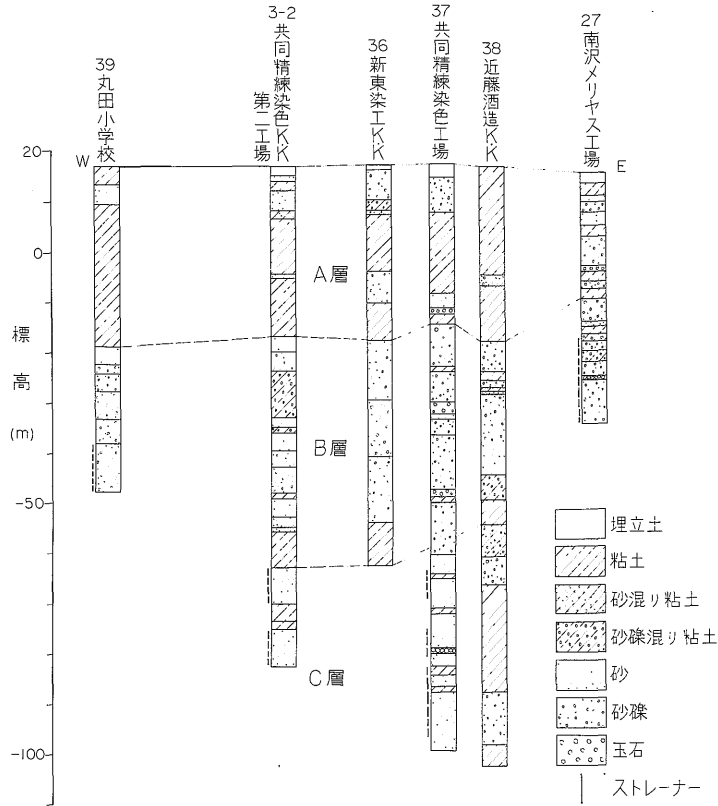 39 丸田小学校
3-2 共同精練染色K.K
第二工場
36 新東染工K.K
37 共同精練染色工場
38 近藤酒造K.K
27 南沢メリヤス工場
W
E
20
0
-50
-100
標高
(m)
A層
B層
C層
埋立土
粘土
砂混り粘土
砂礫混り粘土
砂
砂礫
玉石
ストレーナー